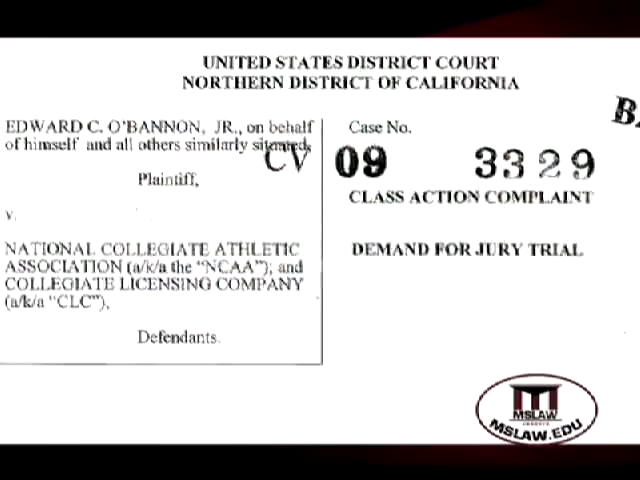 UNITED STATES DISTRICT COURT
NORTHERN DISTRICT OF CALIFORNIA
EDWARD C. O'BANNON, JR., on behalf
of himself and all others similarly situated,
Plaintiff,
v.
NATIONAL COLLEGIATE ATHLETIC
ASSOCIATION (a/k/a the "NCAA"); and
COLLEGIATE LICENSING COMPANY
(a/k/a "CLC"),
Defendants.
Case No.
CV 09 3329
CLASS ACTION COMPLAINT
DEMAND FOR JURY TRIAL
MSLAW
MSLAW.EDU